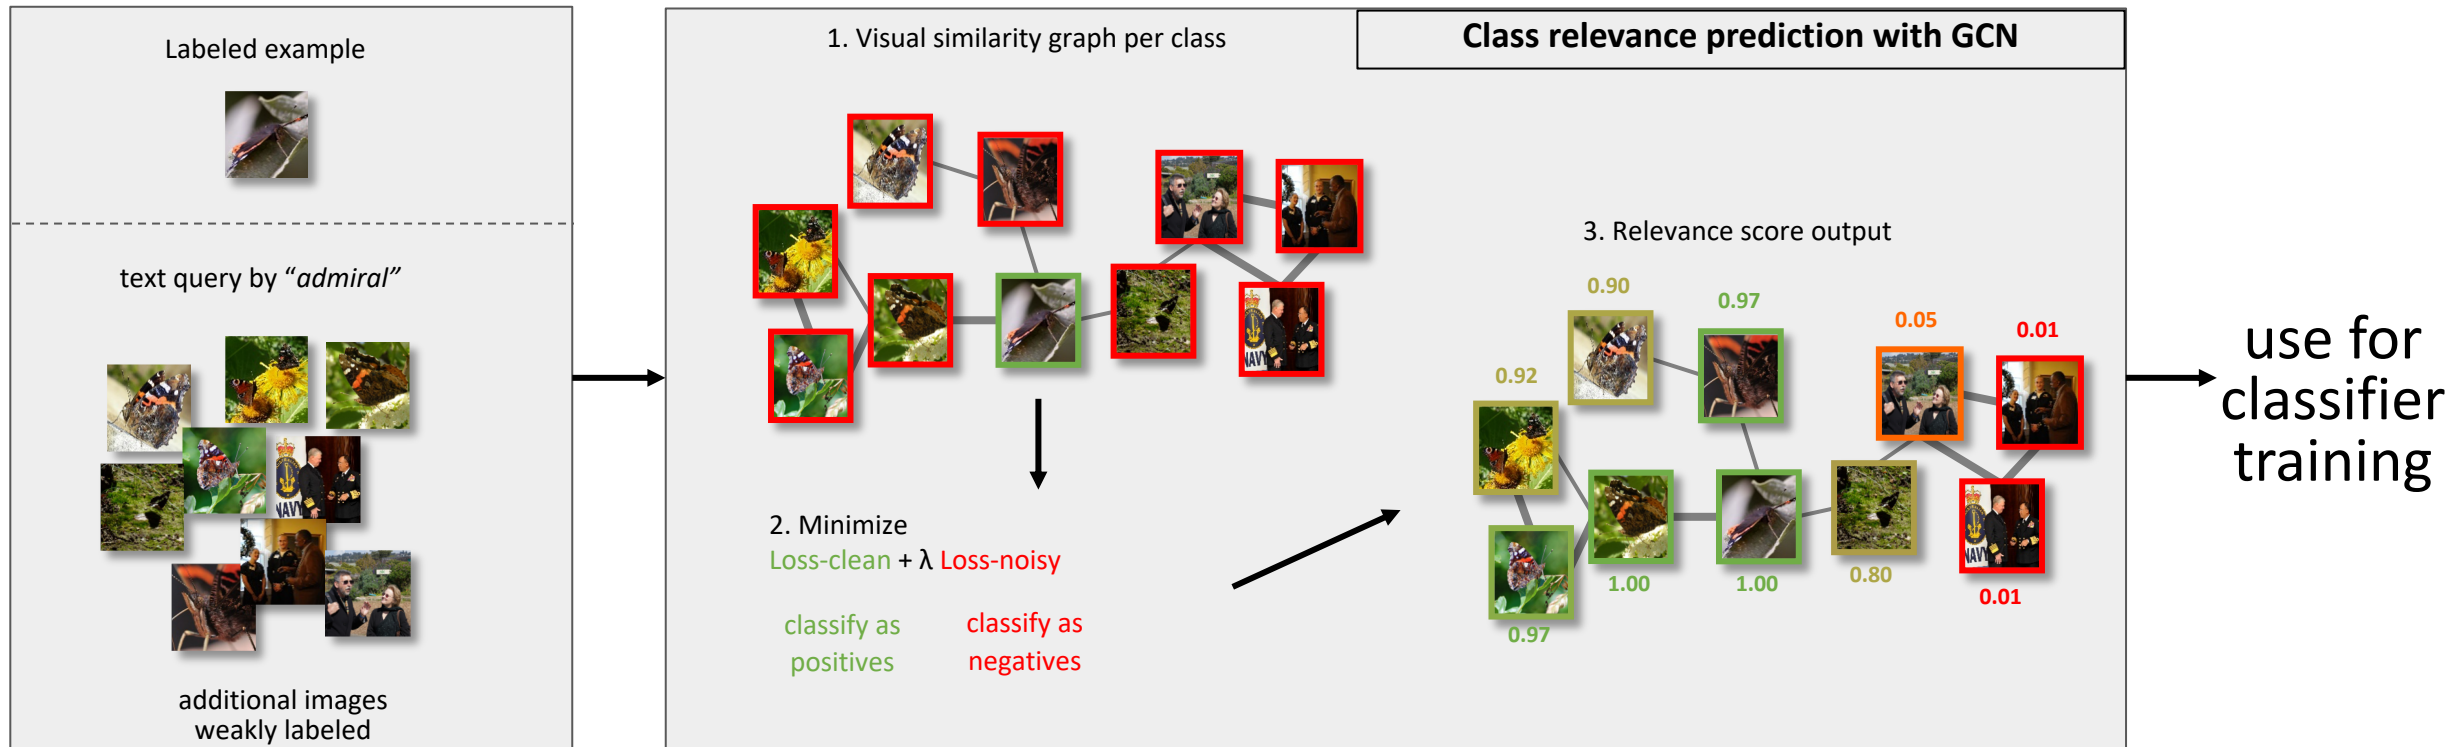 Labeled example
text query by “admiral”
additional images
weakly labeled
1. Visual similarity graph per class
Class relevance prediction with GCN
NAVY
2. Minimize
Loss-clean + λ Loss-noisy
classify as
positives
classify as
negatives
3. Relevance score output
0.90
0.97
0.05
0.01
0.92
1.00
1.00
0.80
0.01
0.97
NAVY
NAVY
use for
classifier
training